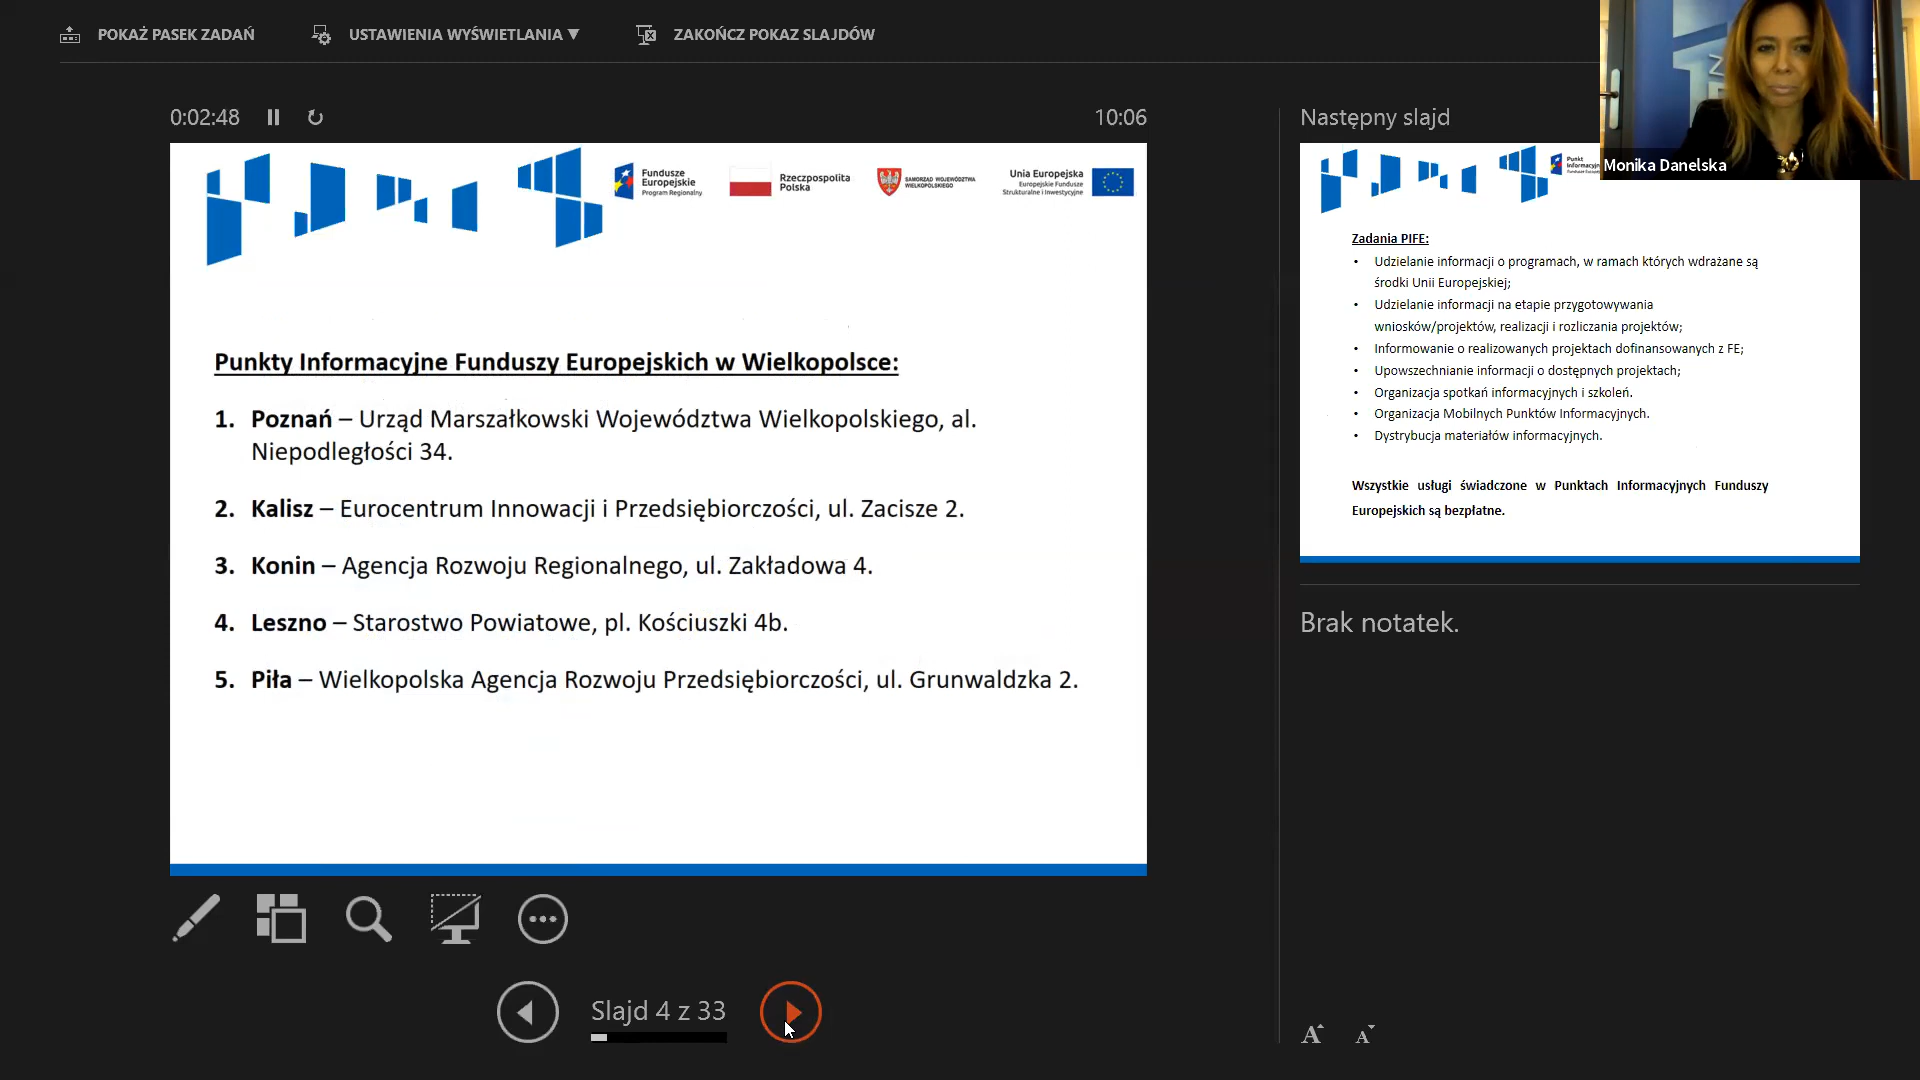 POKAŻ PASEK ZADAŃ
USTAWIENIA WYŚWIETLANIA
ZAKOŃCZ POKAZ SLAJDÓW
0:02:48
10:06
Następny slajd
Monika Danelska
Fundusze
Europejskie
Program Regionalny
Rzeczpospolita
Polska
SAMORZĄD WOJEWÓDZTWA
WIELKOPOLSKIEGO
Unia Europejska
Europejskie Fundusze
Strukturalne i Inwestycyjne
Punkty Informacyjne Funduszy Europejskich w Wielkopolsce:
1. Poznań – Urząd Marszałkowski Województwa Wielkopolskiego, al.
Niepodległości 34.
2. Kalisz – Eurocentrum Innowacji i Przedsiębiorczości, ul. Zacisze 2.
3. Konin – Agencja Rozwoju Regionalnego, ul. Zakładowa 4.
4. Leszno – Starostwo Powiatowe, pl. Kościuszki 4b.
5. Piła – Wielkopolska Agencja Rozwoju Przedsiębiorczości, ul. Grunwaldzka 2.
Punkt
Zadania PIFE:
• Udzielanie informacji o programach, w ramach których wdrażane są
środki Unii Europejskiej;
• Udzielanie informacji na etapie przygotowywania
wniosków/projektów, realizacji i rozliczania projektów;
• Informowanie o realizowanych projektach dofinansowanych z FE;
• Upowszechnianie informacji o dostępnych projektach;
• Organizacja spotkań informacyjnych i szkoleń.
• Organizacja Mobilnych Punktów Informacyjnych.
• Dystrybucja materiałów informacyjnych.
Wszystkie usługi świadczone w Punktach Informacyjnych Funduszy
Europejskich są bezpłatne.
Brak notatek.
Slajd 4 z 33
A A